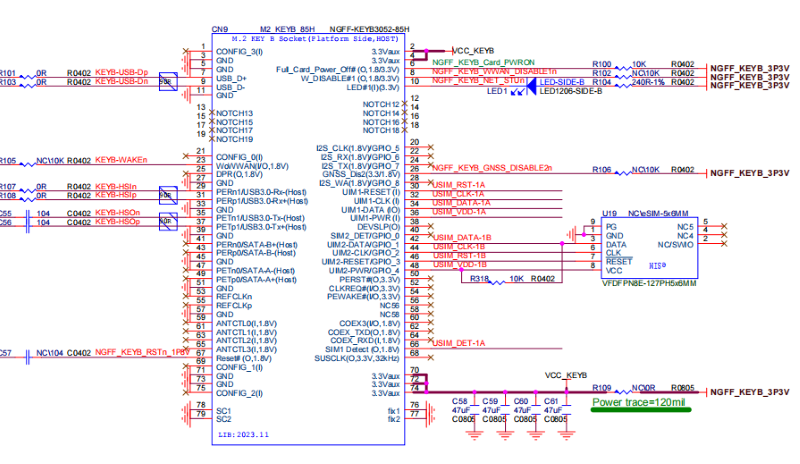 CN9 M2_KEYB_85H NGFF-KEYB3052-85H
M.2 KEY B Socket(Platform Side,HOST)
1 CONFIG_3(I)
3 GND
5 GND
7 USB_D+
9 USB_D-
11 GND
13 NOTCH13
15 NOTCH15
17 NOTCH17
19 NOTCH19
21 CONFIG_0(I)
23 WoWWAN(I/O,1.8V)
25 DPR (O,1.8V)
27 GND
29 PERn1/USB3.0-Rx-(Host)
31 PERp1/USB3.0-Rx+(Host)
33 GND
35 PETn1/USB3.0-Tx-(Host)
37 PETp1/USB3.0-Tx+(Host)
39 GND
41 PERn0/SATA-B+(Host)
43 PERp0/SATA-B-(Host)
45 GND
47 PETn0/SATA-A-(Host)
49 PETp0/SATA-A+(Host)
51 GND
53 REFCLKn
55 REFCLKp
57 GND
59 ANTCTL0(I,1.8V)
61 ANTCTL1(I,1.8V)
63 ANTCTL2(I,1.8V)
65 ANTCTL3(I,1.8V)
67 Reset# (O,1.8V)
69 CONFIG_1(I)
71 GND
73 GND
75 CONFIG_2(I)
78 SC1
79 SC2
LIB:2023.11
3.3Vaux 2
3.3Vaux 4
Full_Card_Power_Off# (O,1.8/3.3V) 6
W_DISABLE#1 (O,1.8/3.3V) 8
LED#1(I)(3.3V) 10
NOTCH12 12
NOTCH14 14
NOTCH16 16
NOTCH18 18
I2S_CLK(1.8V)/GPIO_5 20
I2S_RX(1.8V)/GPIO_6 22
I2S_TX(1.8V)/GPIO_7 24
GNSS_Dis2(3.3V/1.8V) 26
I2S_WA(1.8V)/GPIO_8 28
UIM1-RESET (I) 30
UIM1-CLK (I) 32
UIM1-DATA (IO) 34
UIM1-PWR (I) 36
DEVSLP(O) 38
SIM2_DET/GPIO_0 40
UIM2-DATA/GPIO_1 42
UIM2-CLK/GPIO_2 44
UIM2-RESET/GPIO_3 46
UIM2-PWR/GPIO_4 48
PERST#(O,3.3V) 50
CLKREQ#(IO,3.3V) 52
PEWAKE#(IO,3.3V) 54
NC56 56
NC58 58
COEX3(I/O,1.8V) 60
COEX_TXD(O,1.8V) 62
COEX_RXD (I,1.8V) 64
SIM1 Detect (O,1.8V) 66
SUSCLK(O,3.3V,32kHz) 68
3.3Vaux 70
3.3Vaux 72
3.3Vaux 74
fix1 76
fix2 77
R101 0R R0402 KEYB-USB-Dp
R103 0R R0402 KEYB-USB-Dn
R105 NC\10K R0402 KEYB-WAKEn
R107 0R R0402 KEYB-HSIn
R108 0R R0402 KEYB-HSIp
C55 104 C0402 KEYB-HSOn
C56 104 C0402 KEYB-HSOp
C57 NC\104 C0402 NGFF_KEYB_RSTn_1P8V
VCC_KEYB
NGFF_KEYB_Card_PWRON R100 10K R0402 NGFF_KEYB_3P3V
NGFF_KEYB_WWAN_DISABLE1n R102 NC\10K R0402 NGFF_KEYB_3P3V
NGFF_KEYB_NET_STUn LED-SIDE-B R104 240R-1% R0402 NGFF_KEYB_3P3V
LED1 LED1206-SIDE-B
NGFF_KEYB_GNSS_DISABLE2n R106 NC\10K R0402 NGFF_KEYB_3P3V
USIM_RST-1A
USIM_CLK-1A
USIM_DATA-1A
USIM_VDD-1A
USIM_DATA-1B
USIM_CLK-1B
USIM_RST-1B
USIM_VDD-1B
R318 10K R0402
U19 NC\eSIM-5x6MM
9 PG NC5 5
1 GND NC4 4
3 DATA NC/SWIO 2
6 CLK
7 RESET
8 VCC
VFDFPN8E-127PH5x6MM
USIM_DET-1A
VCC_KEYB
R109 NC\0R R0805 NGFF_KEYB_3P3V
Power trace=120mil
C58 C59 C60 C61
47uF 47uF 47uF 47uF
C0805 C0805 C0805 C0805